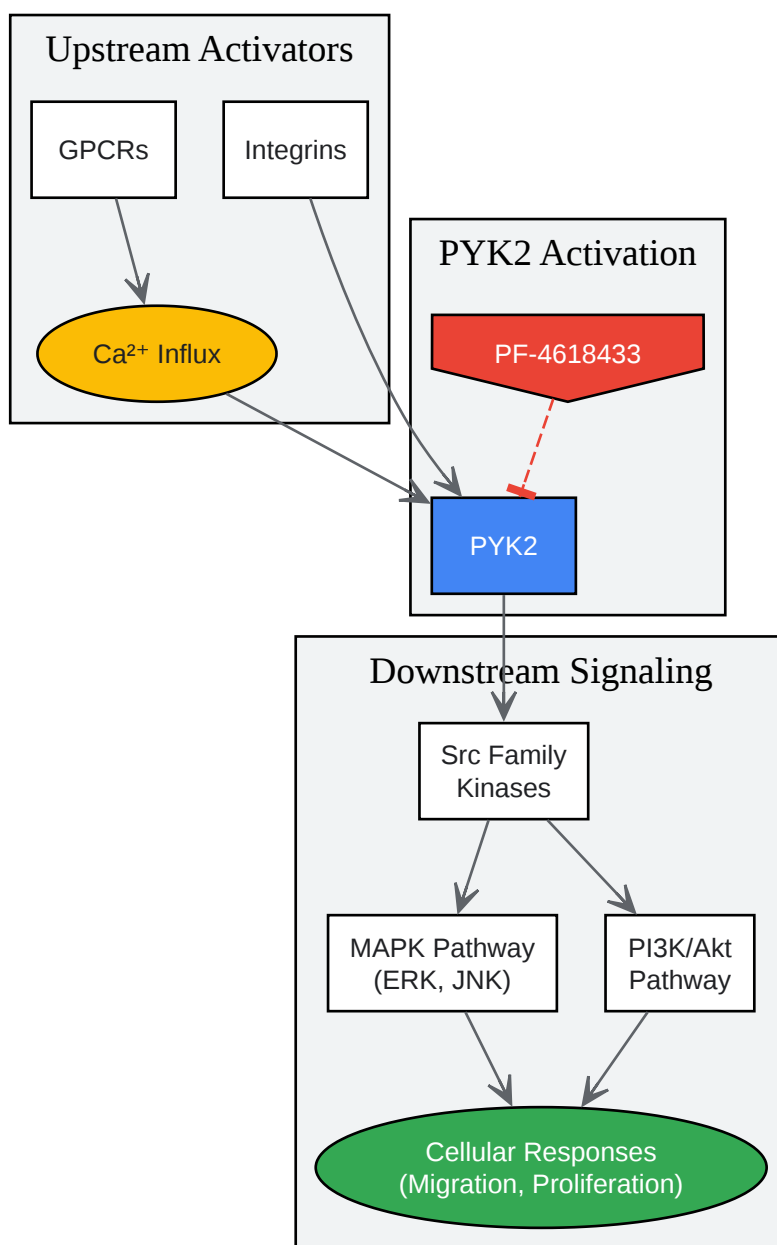 Upstream Activators
GPCRs
Integrins
Ca²⁺ Influx
PYK2 Activation
PF-4618433
PYK2
Downstream Signaling
Src Family
Kinases
MAPK Pathway
(ERK, JNK)
PI3K/Akt
Pathway
Cellular Responses
(Migration, Proliferation)